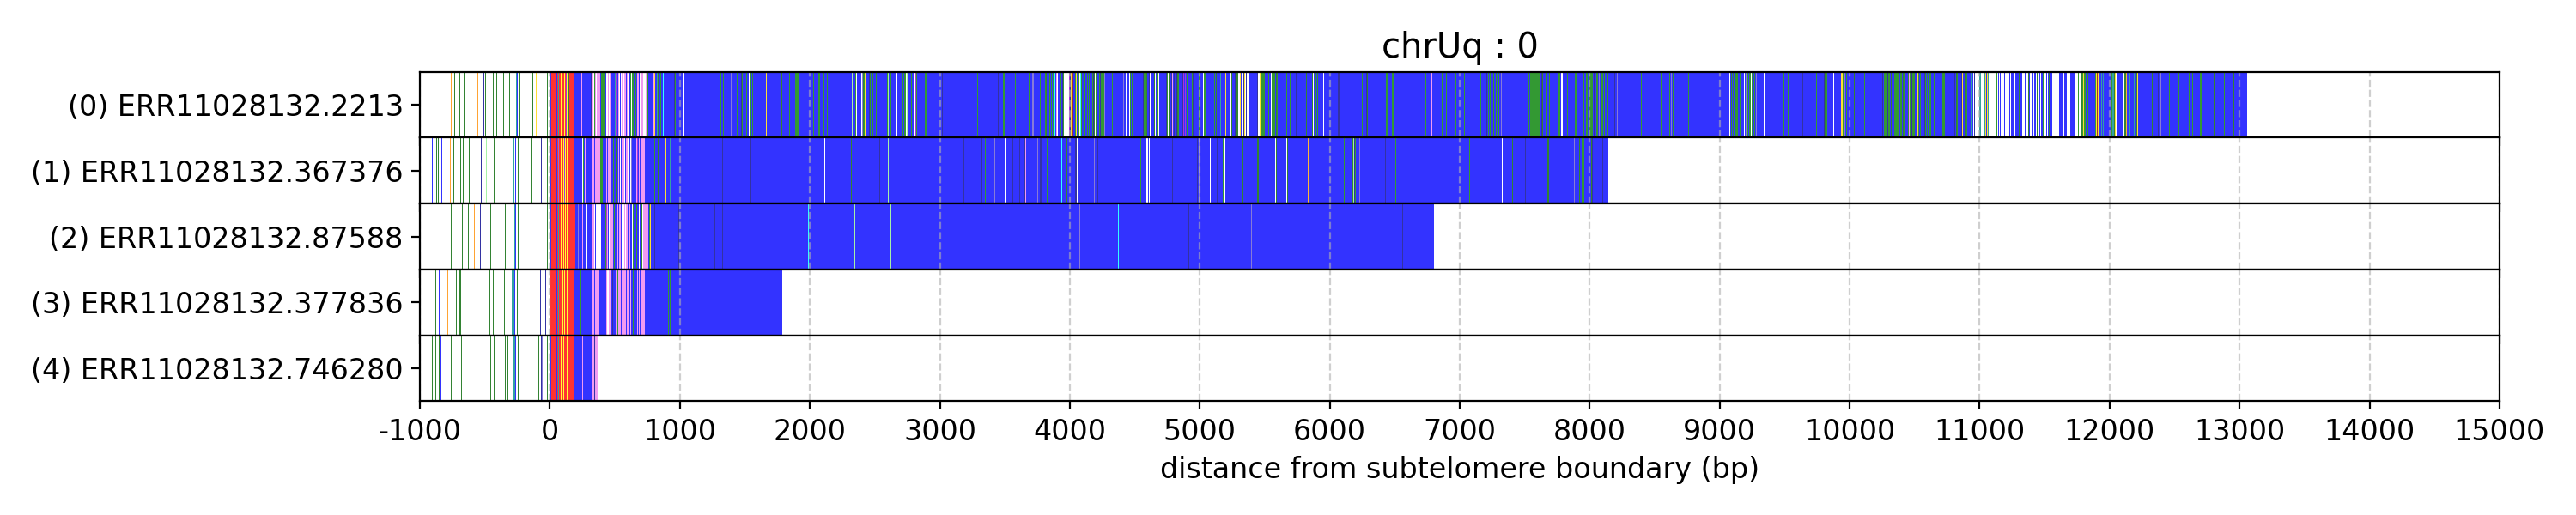 chrUq : 0
(0) ERR11028132.2213
(1) ERR11028132.367376
(2) ERR11028132.87588
(3) ERR11028132.377836
(4) ERR11028132.746280
-1000 0 1000 2000 3000 4000 5000 6000 7000 8000 9000 10000 11000 12000 13000 14000 15000
distance from subtelomere boundary (bp)